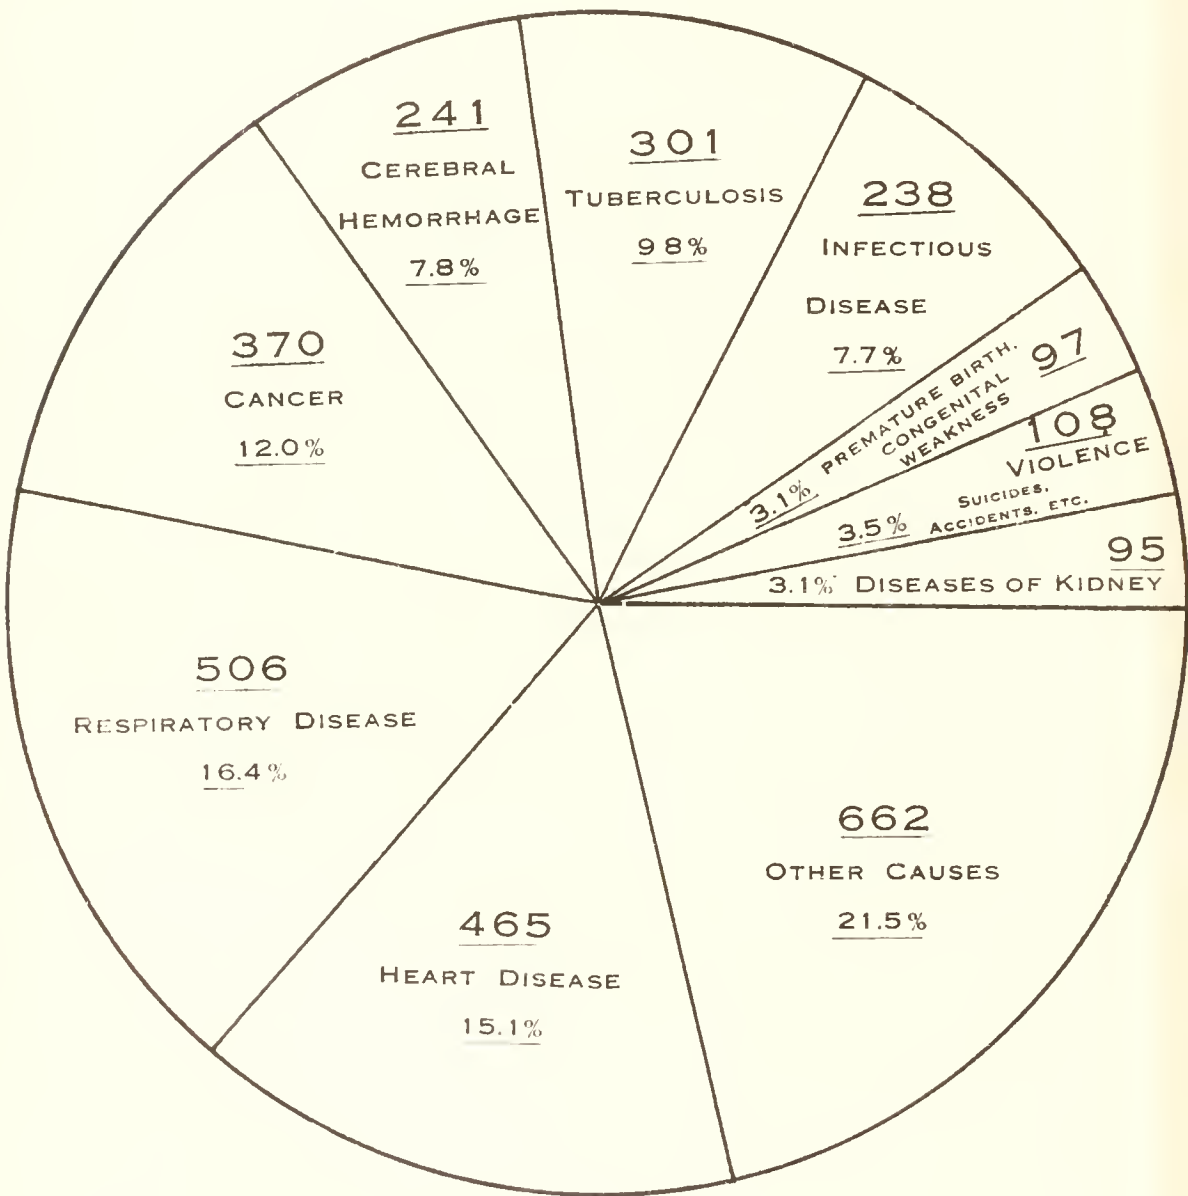 241
CEREBRAL
HEMORRHAGE
7.8%
301
TUBERCULOSIS
9.8%
238
INFECTIOUS
DISEASE
7.7%
97
PREMATURE BIRTH,
CONGENITAL
WEAKNESS
3.1%
108
VIOLENCE
SUICIDES,
ACCIDENTS, ETC.
3.5%
95
3.1% DISEASES OF KIDNEY
370
CANCER
12.0%
506
RESPIRATORY DISEASE
16.4%
465
HEART DISEASE
15.1%
662
OTHER CAUSES
21.5%